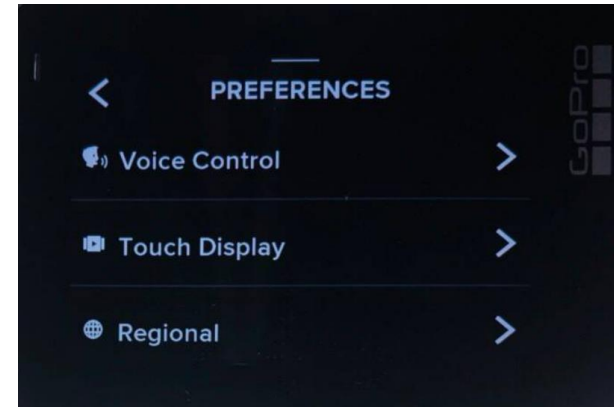 PREFERENCES
Voice Control
Touch Display
Regional
GoPro